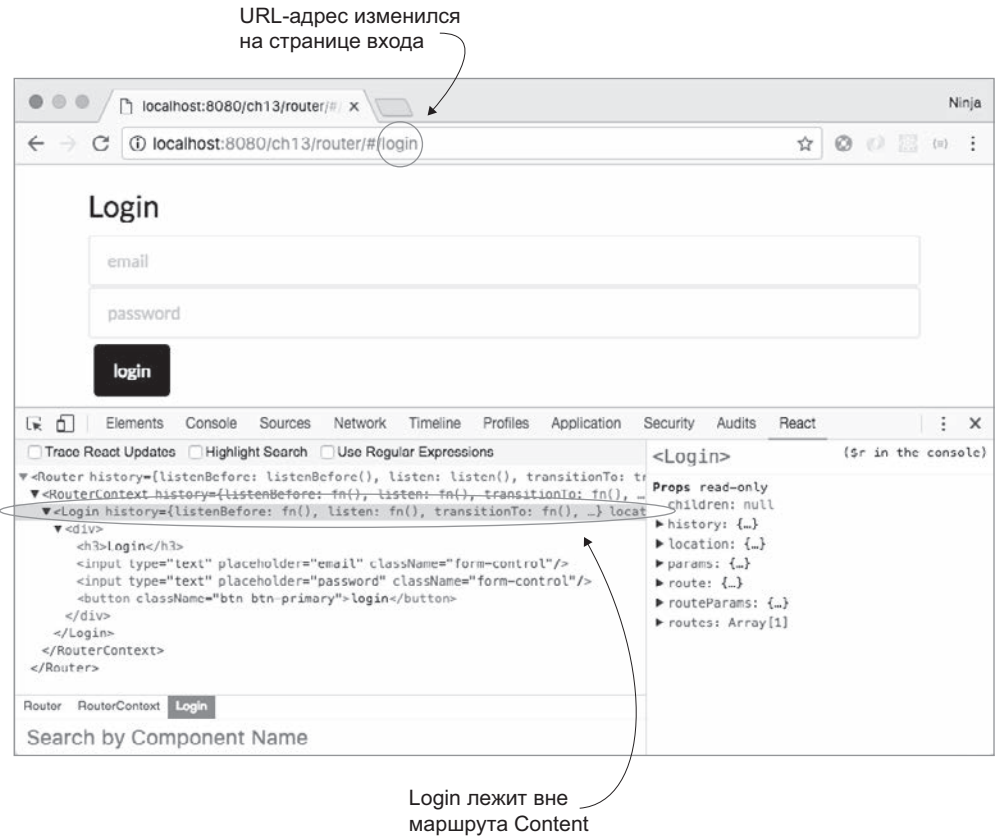 URL-адрес изменился
на странице входа
localhost:8080/ch13/router/#/ ×
Ninja
localhost:8080/ch13/router/#/login
Login
email
password
login
Elements Console Sources Network Timeline Profiles Application Security Audits React
Trace React Updates Highlight Search Use Regular Expressions
<Login> ($r in the console)
▼<Router history={listenBefore: listenBefore(), listen: listen(), transitionTo: tr
▼<RouterContext history={listenBefore: fn(), listen: fn(), transitionTo: fn(), …
▼<Login history={listenBefore: fn(), listen: fn(), transitionTo: fn(), …} locat
▼<div>
<h3>Login</h3>
<input type="text" placeholder="email" className="form-control"/>
<input type="text" placeholder="password" className="form-control"/>
<button className="btn btn-primary">login</button>
</div>
</Login>
</RouterContext>
</Router>
Props read-only
children: null
▶history: {…}
▶location: {…}
▶params: {…}
▶route: {…}
▶routeParams: {…}
▶routes: Array[1]
Router RouterContext Login
Search by Component Name
Login лежит вне
маршрута Content